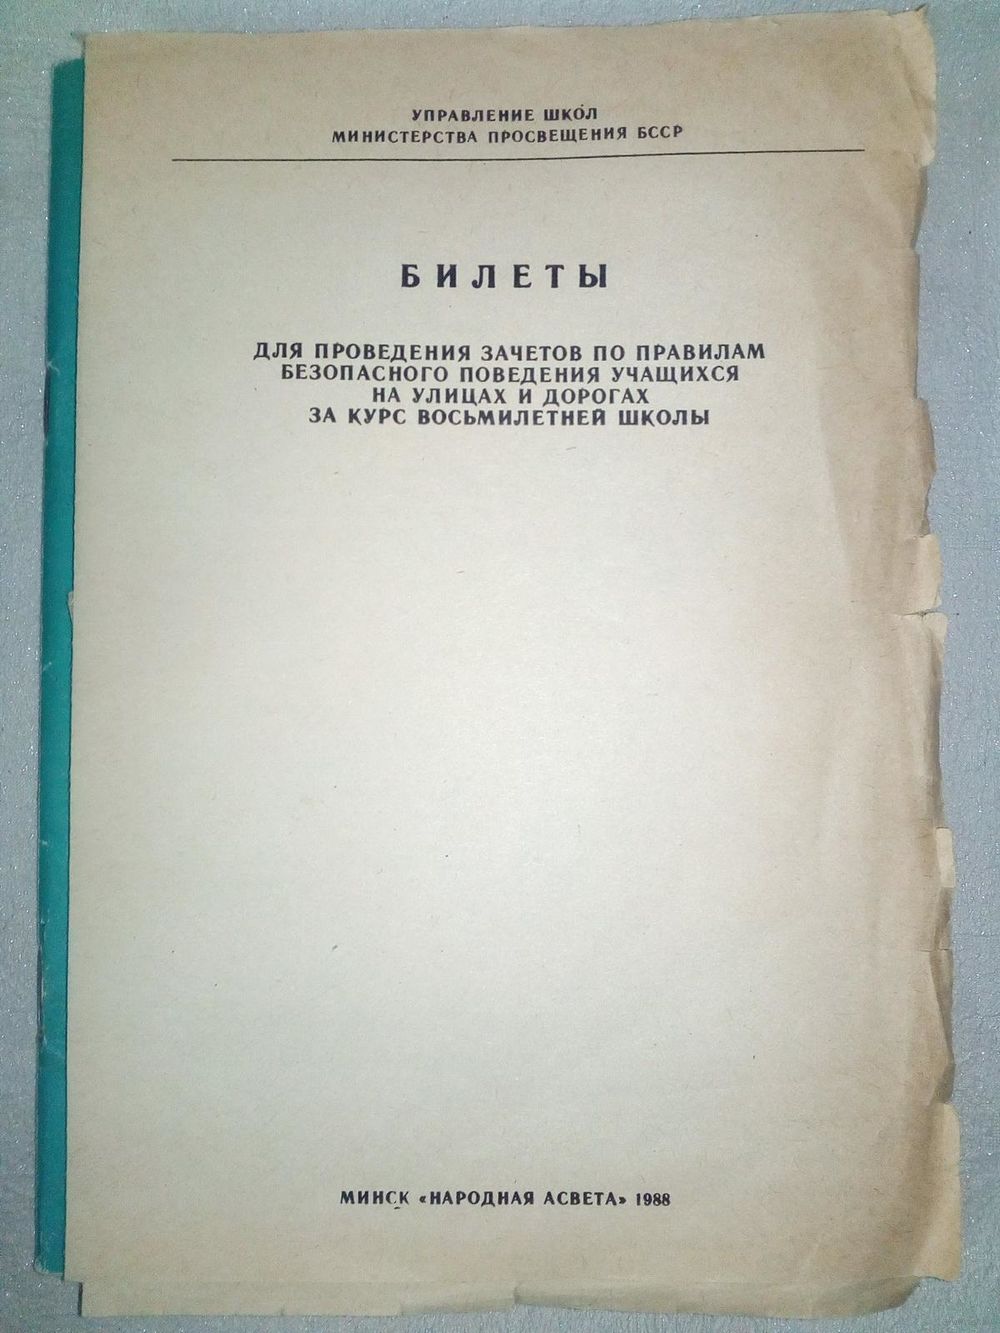 УПРАВЛЕНИЕ ШКОЛ
МИНИСТЕРСТВА ПРОСВЕЩЕНИЯ БССР
БИЛЕТЫ
ДЛЯ ПРОВЕДЕНИЯ ЗАЧЕТОВ ПО ПРАВИЛАМ
БЕЗОПАСНОГО ПОВЕДЕНИЯ УЧАЩИХСЯ
НА УЛИЦАХ И ДОРОГАХ
ЗА КУРС ВОСЬМИЛЕТНЕЙ ШКОЛЫ
МИНСК «НАРОДНАЯ АСВЕТА» 1988